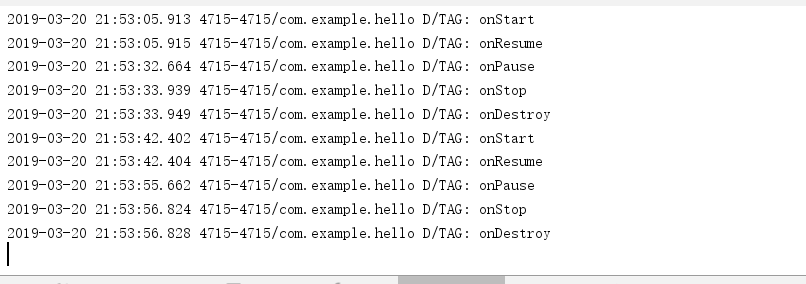 2019-03-20 21:53:05.913 4715-4715/com.example.hello D/TAG: onStart
2019-03-20 21:53:05.915 4715-4715/com.example.hello D/TAG: onResume
2019-03-20 21:53:32.664 4715-4715/com.example.hello D/TAG: onPause
2019-03-20 21:53:33.939 4715-4715/com.example.hello D/TAG: onStop
2019-03-20 21:53:33.949 4715-4715/com.example.hello D/TAG: onDestroy
2019-03-20 21:53:42.402 4715-4715/com.example.hello D/TAG: onStart
2019-03-20 21:53:42.404 4715-4715/com.example.hello D/TAG: onResume
2019-03-20 21:53:55.662 4715-4715/com.example.hello D/TAG: onPause
2019-03-20 21:53:56.824 4715-4715/com.example.hello D/TAG: onStop
2019-03-20 21:53:56.828 4715-4715/com.example.hello D/TAG: onDestroy